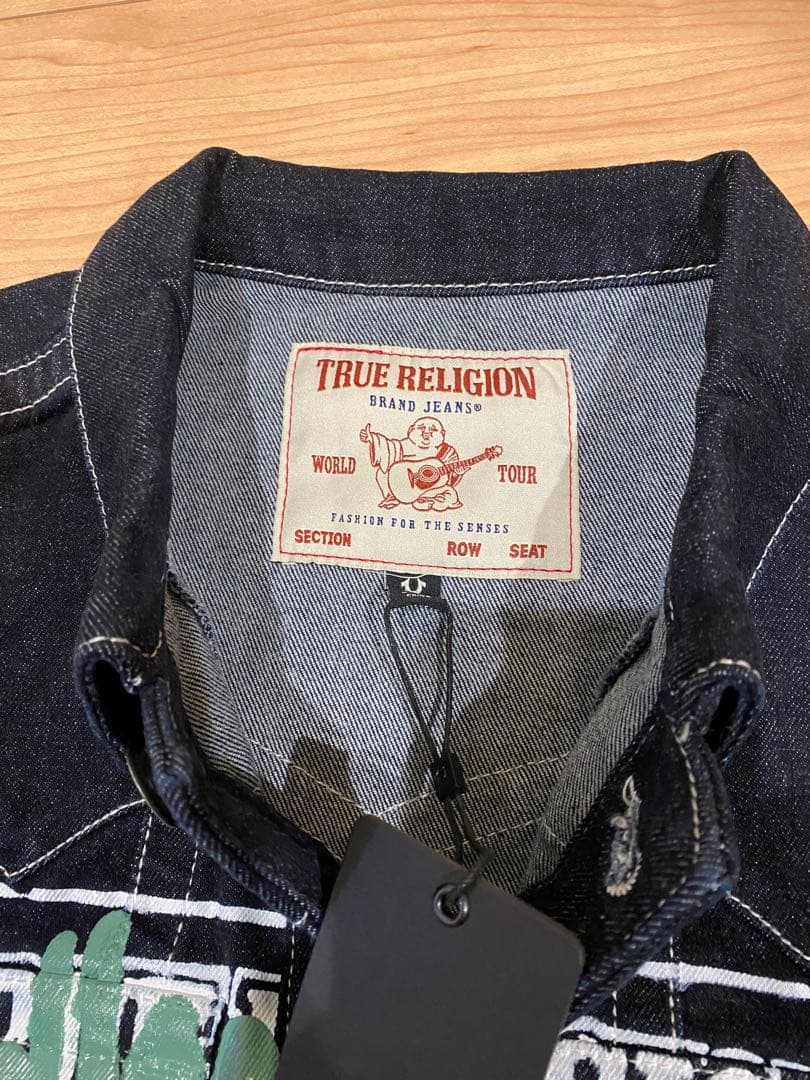 TRUE RELIGION
BRAND JEANS®
WORLD TOUR
FASHION FOR THE SENSES
SECTION ROW SEAT